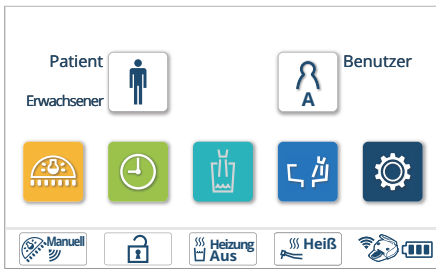 Patient
Benutzer
Erwachsener
A
Manuell
Heizung
Aus
Heiß